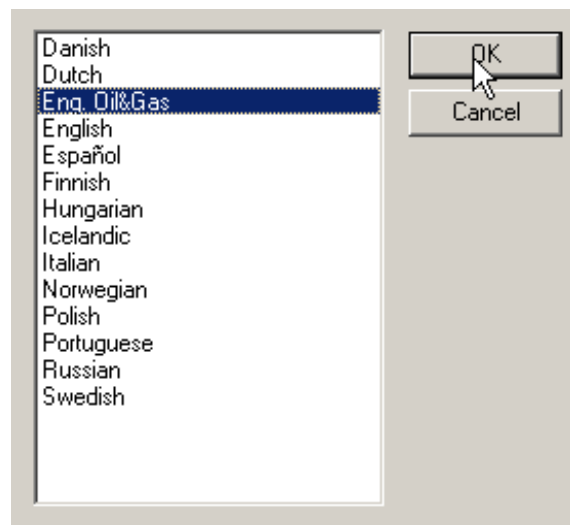 Danish
Dutch
Eng. Oil&Gas
English
Español
Finnish
Hungarian
Icelandic
Italian
Norwegian
Polish
Portuguese
Russian
Swedish
OK
Cancel